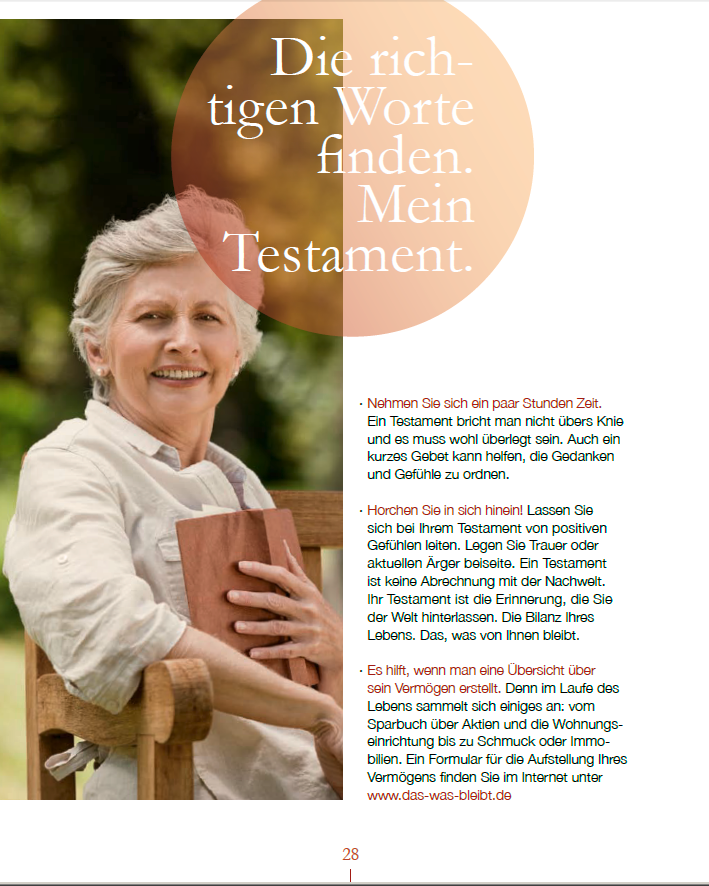 Die rich-
tigen Worte
finden.
Mein
Testament.
· Nehmen Sie sich ein paar Stunden Zeit.
Ein Testament bricht man nicht übers Knie
und es muss wohl überlegt sein. Auch ein
kurzes Gebet kann helfen, die Gedanken
und Gefühle zu ordnen.
· Horchen Sie in sich hinein! Lassen Sie
sich bei Ihrem Testament von positiven
Gefühlen leiten. Legen Sie Trauer oder
aktuellen Ärger beiseite. Ein Testament
ist keine Abrechnung mit der Nachwelt.
Ihr Testament ist die Erinnerung, die Sie
der Welt hinterlassen. Die Bilanz Ihres
Lebens. Das, was von Ihnen bleibt.
· Es hilft, wenn man eine Übersicht über
sein Vermögen erstellt. Denn im Laufe des
Lebens sammelt sich einiges an: vom
Sparbuch über Aktien und die Wohnungs-
einrichtung bis zu Schmuck oder Immo-
bilien. Ein Formular für die Aufstellung Ihres
Vermögens finden Sie im Internet unter
www.das-was-bleibt.de
28